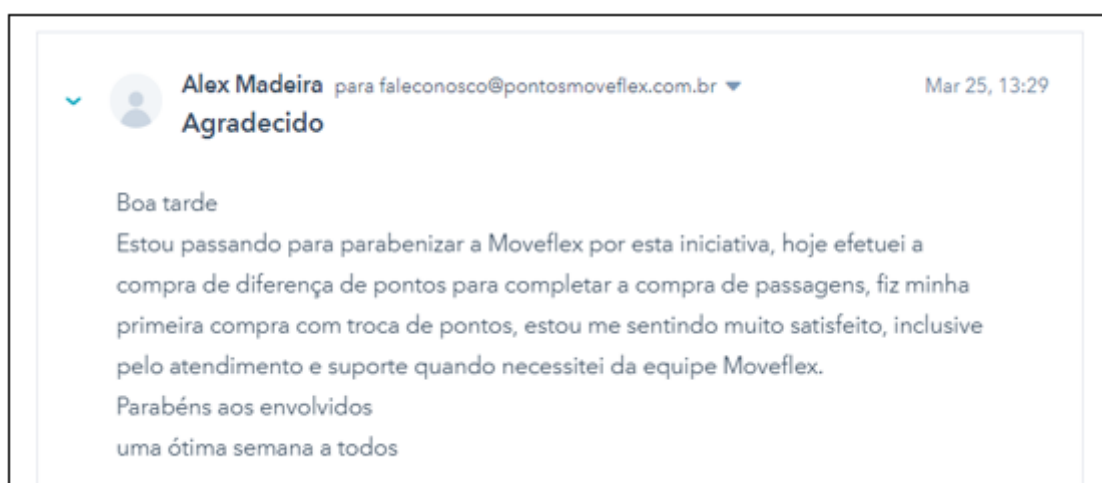 Alex Madeira para faleconosco@pontosmoveflex.com.br Mar 25, 13:29
Agradecido
Boa tarde
Estou passando para parabenizar a Moveflex por esta iniciativa, hoje efetuei a
compra de diferença de pontos para completar a compra de passagens, fiz minha
primeira compra com troca de pontos, estou me sentindo muito satisfeito, inclusive
pelo atendimento e suporte quando necessitei da equipe Moveflex.
Parabéns aos envolvidos
uma ótima semana a todos